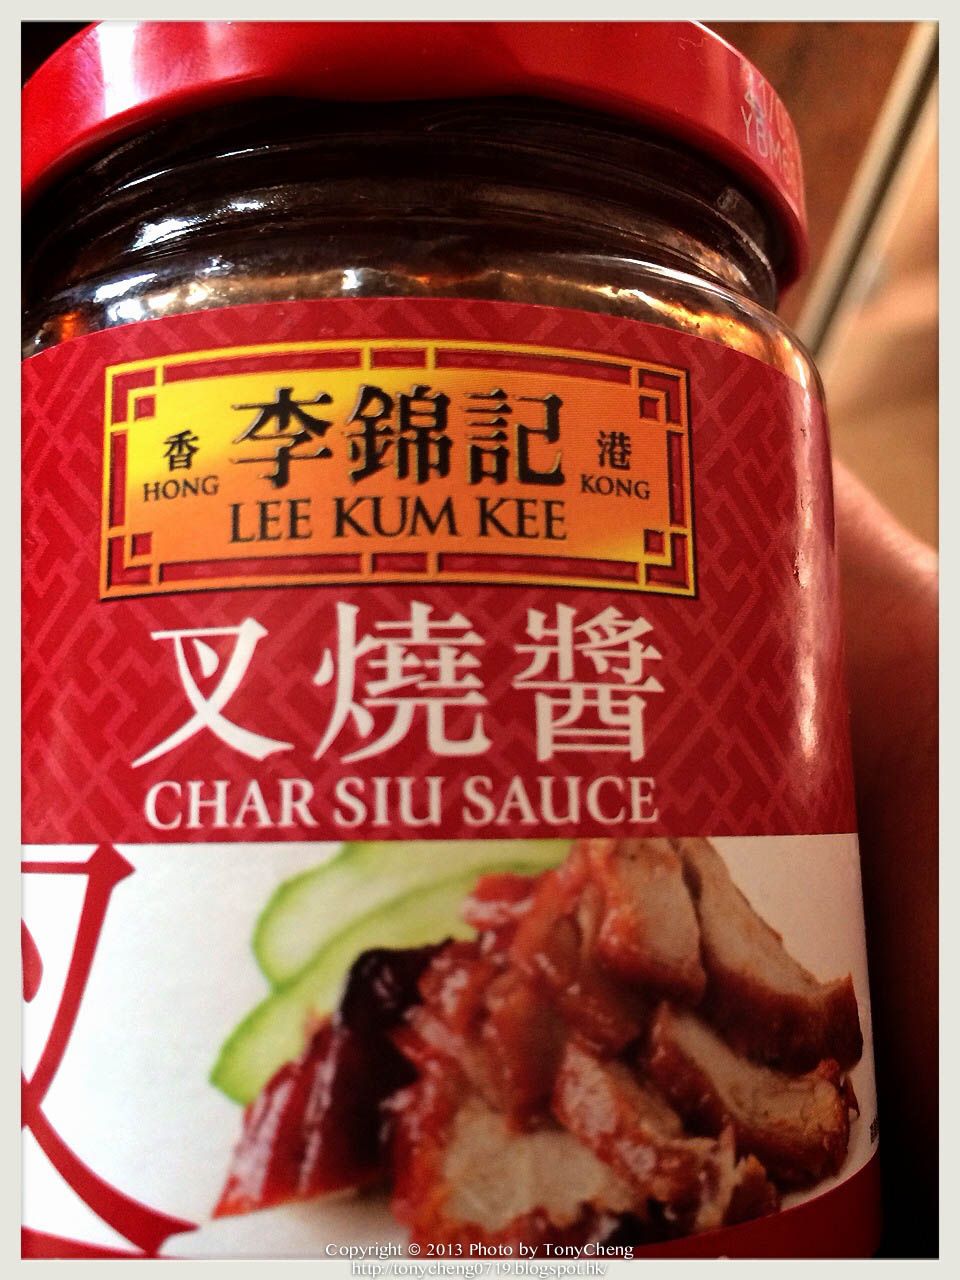 李錦記
香 港
HONG KONG
LEE KUM KEE
叉燒醬
CHAR SIU SAUCE
叉
Copyright © 2013 Photo by TonyCheng
http://tonycheng0719.blogspot.hk/